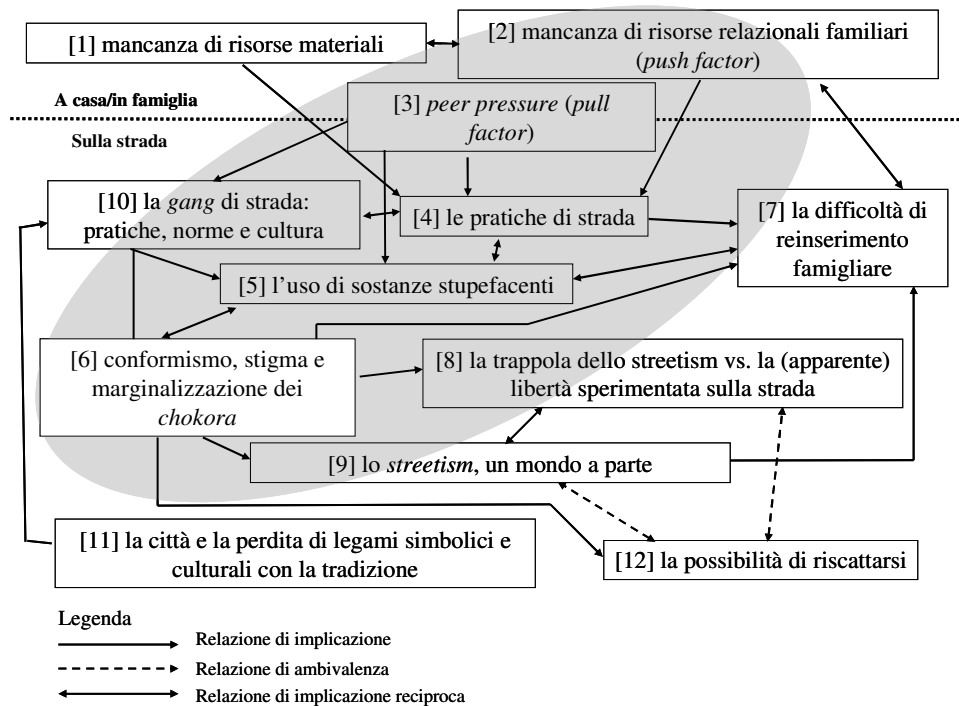 [1] mancanza di risorse materiali
[2] mancanza di risorse relazionali familiari
(push factor)
A casa/in famiglia
[3] peer pressure (pull
factor)
Sulla strada
[10] la gang di strada:
pratiche, norme e cultura
[4] le pratiche di strada
[7] la difficoltà di
reinserimento
famigliare
[5] l'uso di sostanze stupefacenti
[6] conformismo, stigma e
marginalizzazione dei
chokora
[8] la trappola dello streetism vs. la (apparente)
libertà sperimentata sulla strada
[9] lo streetism, un mondo a parte
[11] la città e la perdita di legami simbolici e
culturali con la tradizione
[12] la possibilità di riscattarsi
Legenda
Relazione di implicazione
Relazione di ambivalenza
Relazione di implicazione reciproca